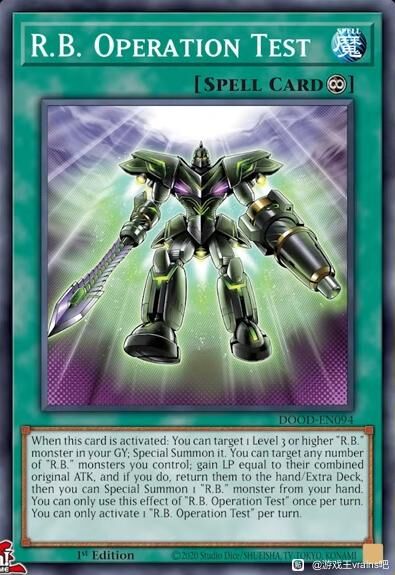 R.B. OPERATION TEST
SPELL
魔
[SPELL CARD]
DOOD-EN094
When this card is activated: You can target 1 Level 3 or higher "R.B."
monster in your GY; Special Summon it. You can target any number
of "R.B." monsters you control; gain LP equal to their combined
original ATK, and if you do, return them to the hand/Extra Deck,
then you can Special Summon 1 "R.B." monster from your hand.
You can only use this effect of "R.B. Operation Test" once per turn.
You can only activate 1 "R.B. Operation Test" per turn.
1st Edition
©2020 Studio Dice/SHUEISHA, TV TOKYO, KONAMI
贴 @游戏王vrains吧